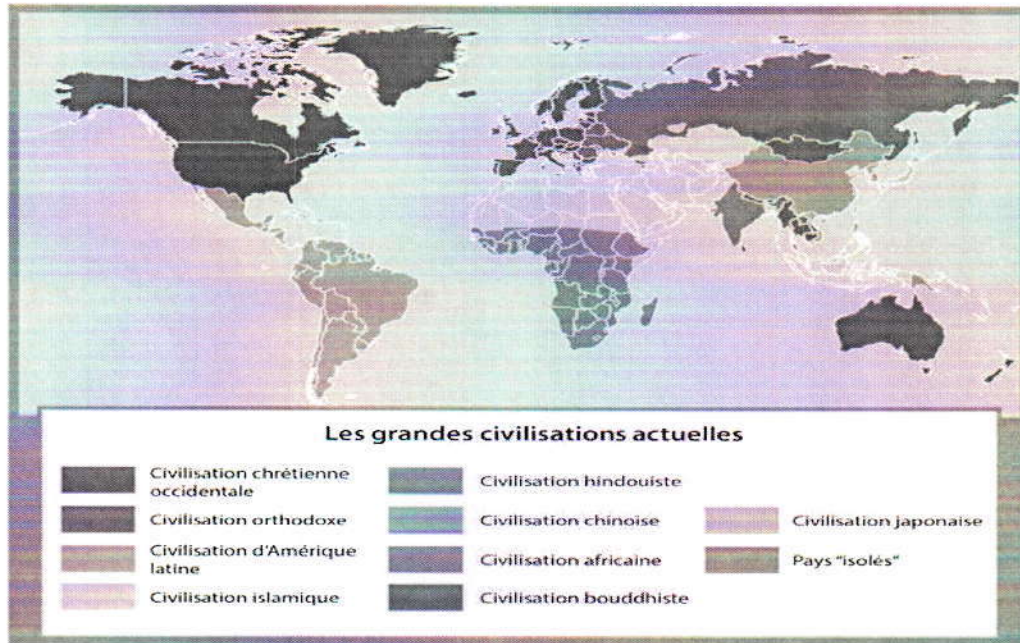 Les grandes civilisations actuelles
Civilisation chrétienne
occidentale
Civilisation orthodoxe
Civilisation d'Amérique
latine
Civilisation islamique
Civilisation hindouiste
Civilisation chinoise
Civilisation africaine
Civilisation bouddhiste
Civilisation japonaise
Pays "isolés"